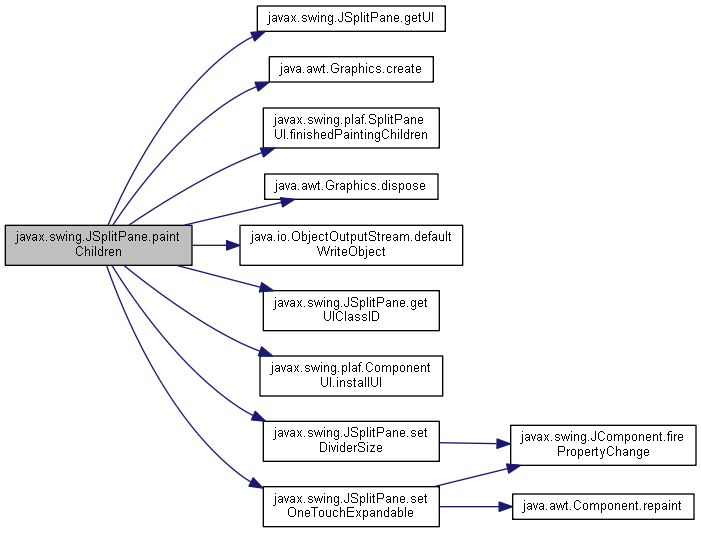 javax.swing.JSplitPane.getUI
java.awt.Graphics.create
javax.swing.plaf.SplitPane
UI.finishedPaintingChildren
java.awt.Graphics.dispose
javax.swing.JSplitPane.paint
Children
java.io.ObjectOutputStream.default
WriteObject
javax.swing.JSplitPane.get
UIClassID
javax.swing.plaf.Component
UI.installUI
javax.swing.JSplitPane.set
DividerSize
javax.swing.JComponent.fire
PropertyChange
javax.swing.JSplitPane.set
OneTouchExpandable
java.awt.Component.repaint